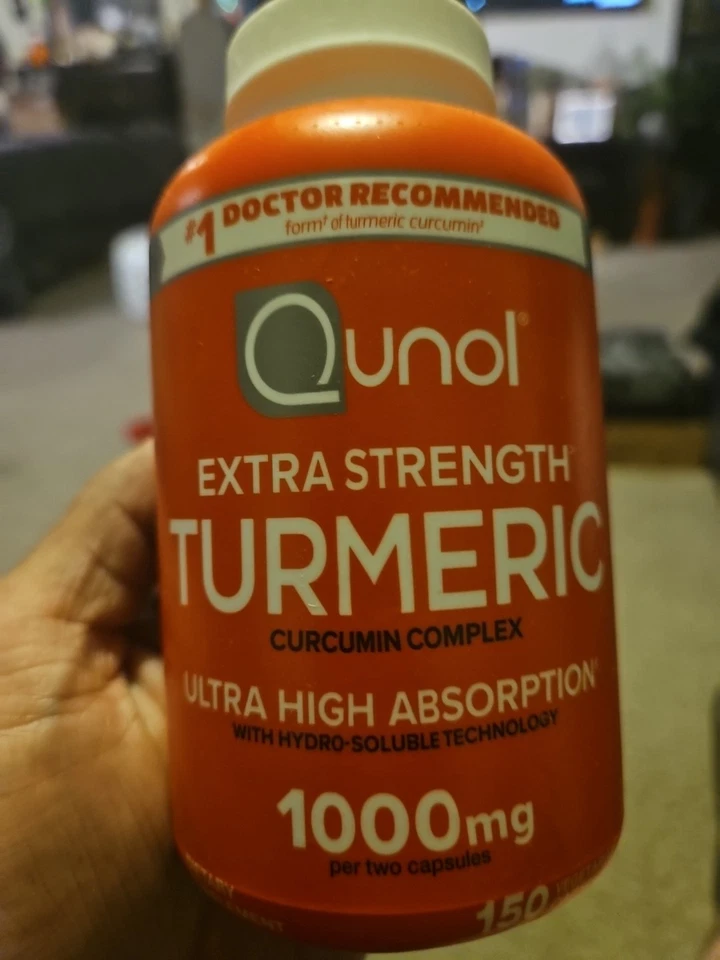 #1 DOCTOR RECOMMENDED
form† of turmeric curcumin‡
Qunol®
EXTRA STRENGTH
TURMERIC
CURCUMIN COMPLEX
ULTRA HIGH ABSORPTION
WITH HYDRO-SOLUBLE TECHNOLOGY
1000mg
per two capsules
150